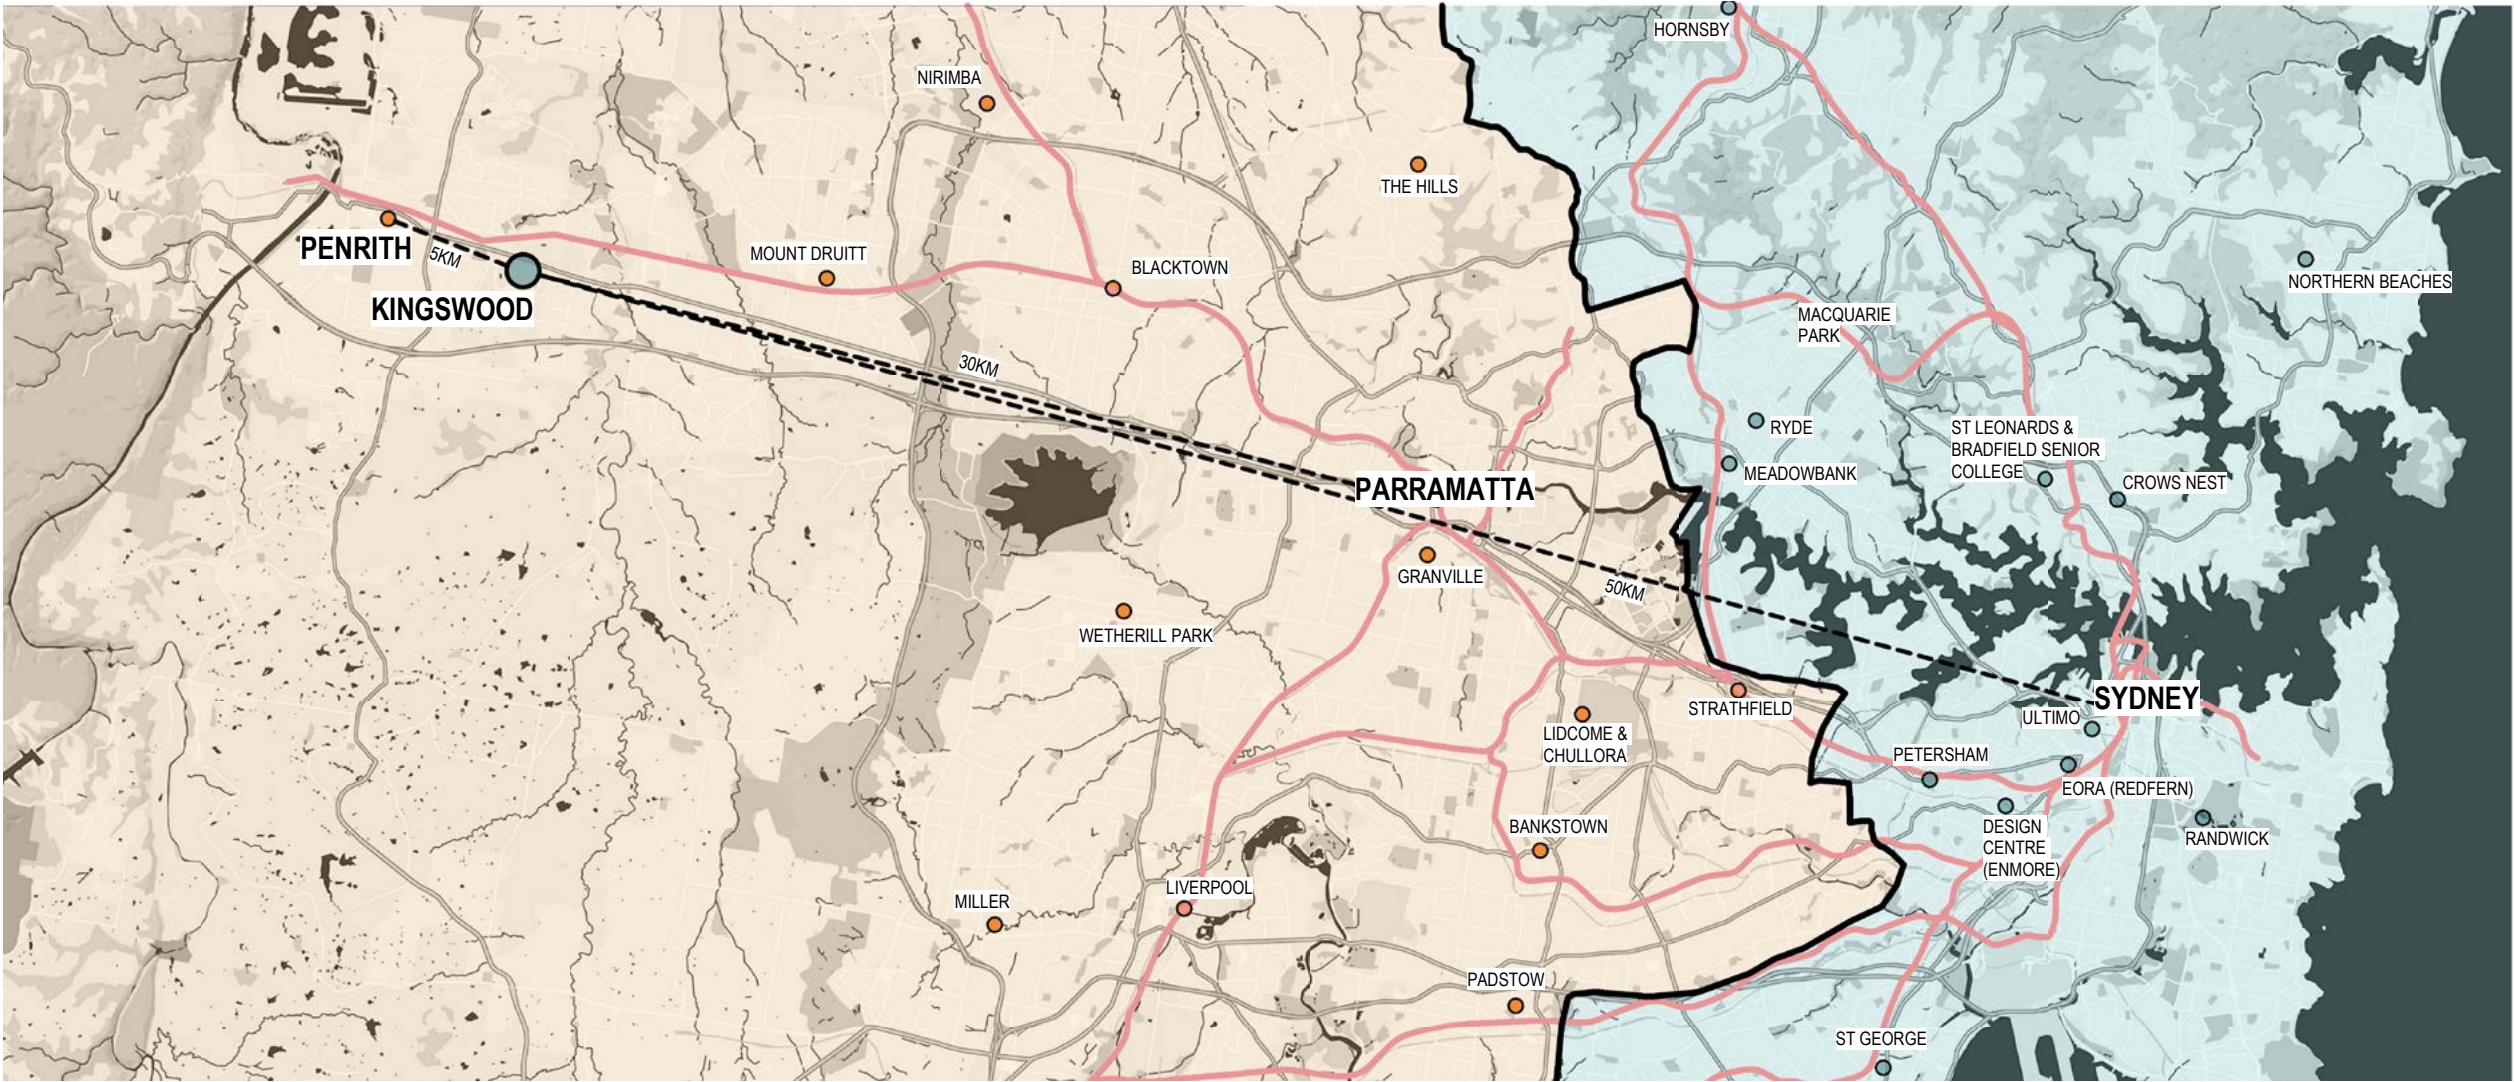 HORNSBY
NIRIMBA
THE HILLS
PENRITH
5KM
MOUNT DRUITT
BLACKTOWN
NORTHERN BEACHES
KINGSWOOD
MACQUARIE
PARK
30KM
RYDE
ST LEONARDS &
BRADFIELD SENIOR
COLLEGE
MEADOWBANK
CROWS NEST
PARRAMATTA
GRANVILLE
50KM
WETHERILL PARK
SYDNEY
STRATHFIELD
ULTIMO
LIDCOME &
CHULLORA
PETERSHAM
EORA (REDFERN)
BANKSTOWN
DESIGN
CENTRE
(ENMORE)
RANDWICK
LIVERPOOL
MILLER
PADSTOW
ST GEORGE